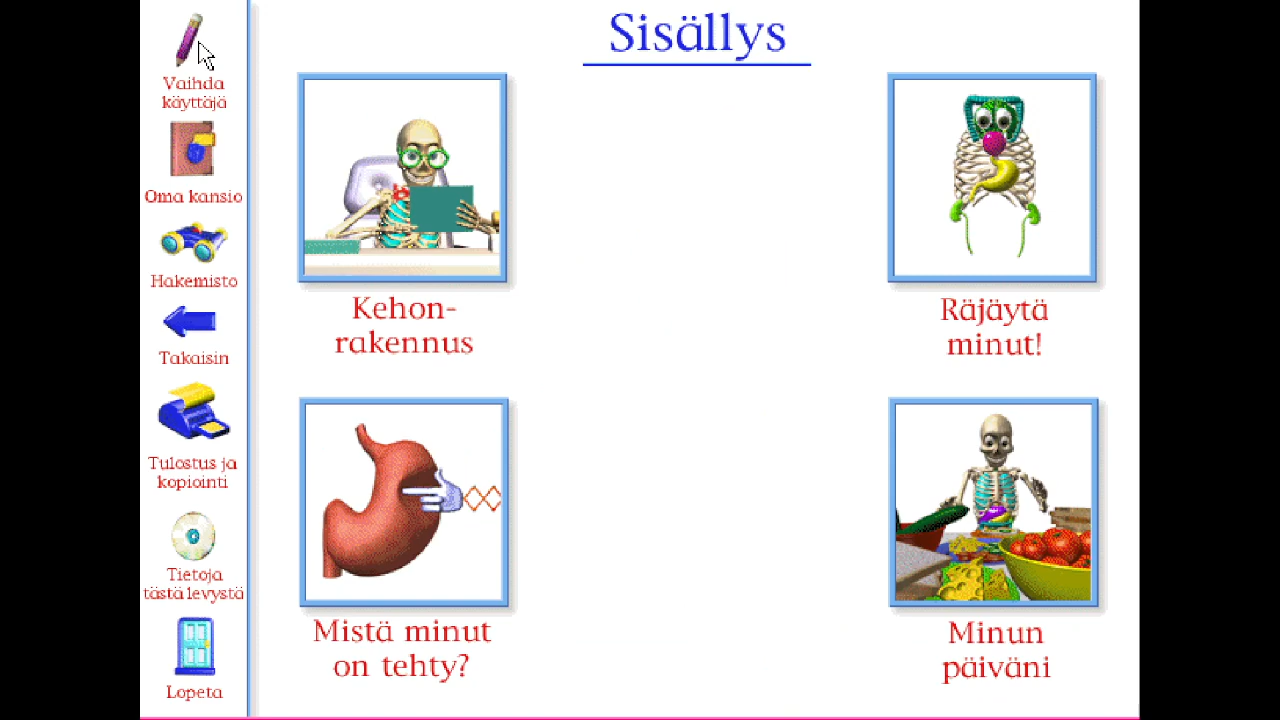 Sisällys
Vaihda
käyttäjä
Oma kansio
Hakemisto
Takaisin
Tulostus ja
kopiointi
Tietoja
tästä levystä
Lopeta
Kehon-
rakennus
Räjäytä
minut!
Mistä minut
on tehty?
Minun
päiväni